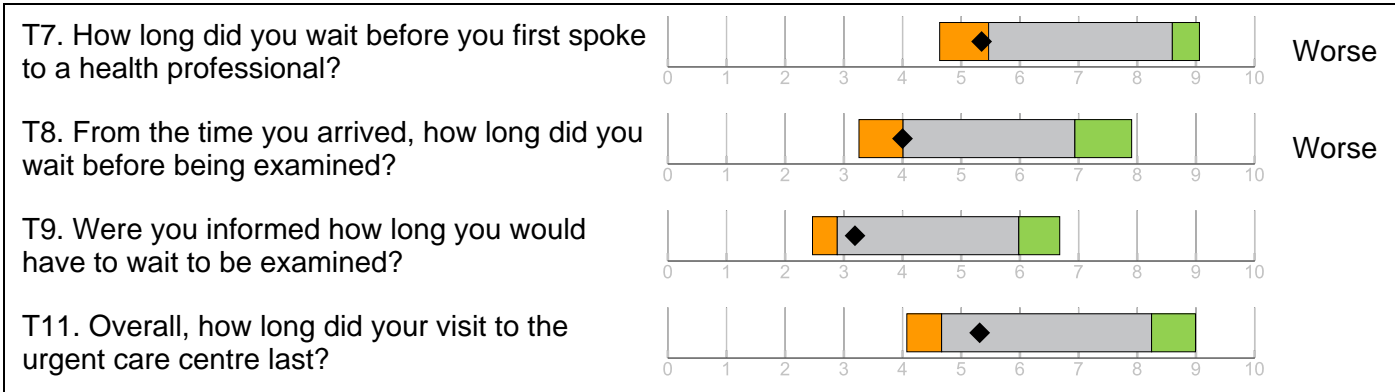 T7. How long did you wait before you first spoke
to a health professional?
Worse
0 1 2 3 4 5 6 7 8 9 10
T8. From the time you arrived, how long did you
wait before being examined?
Worse
0 1 2 3 4 5 6 7 8 9 10
T9. Were you informed how long you would
have to wait to be examined?
0 1 2 3 4 5 6 7 8 9 10
T11. Overall, how long did your visit to the
urgent care centre last?
0 1 2 3 4 5 6 7 8 9 10